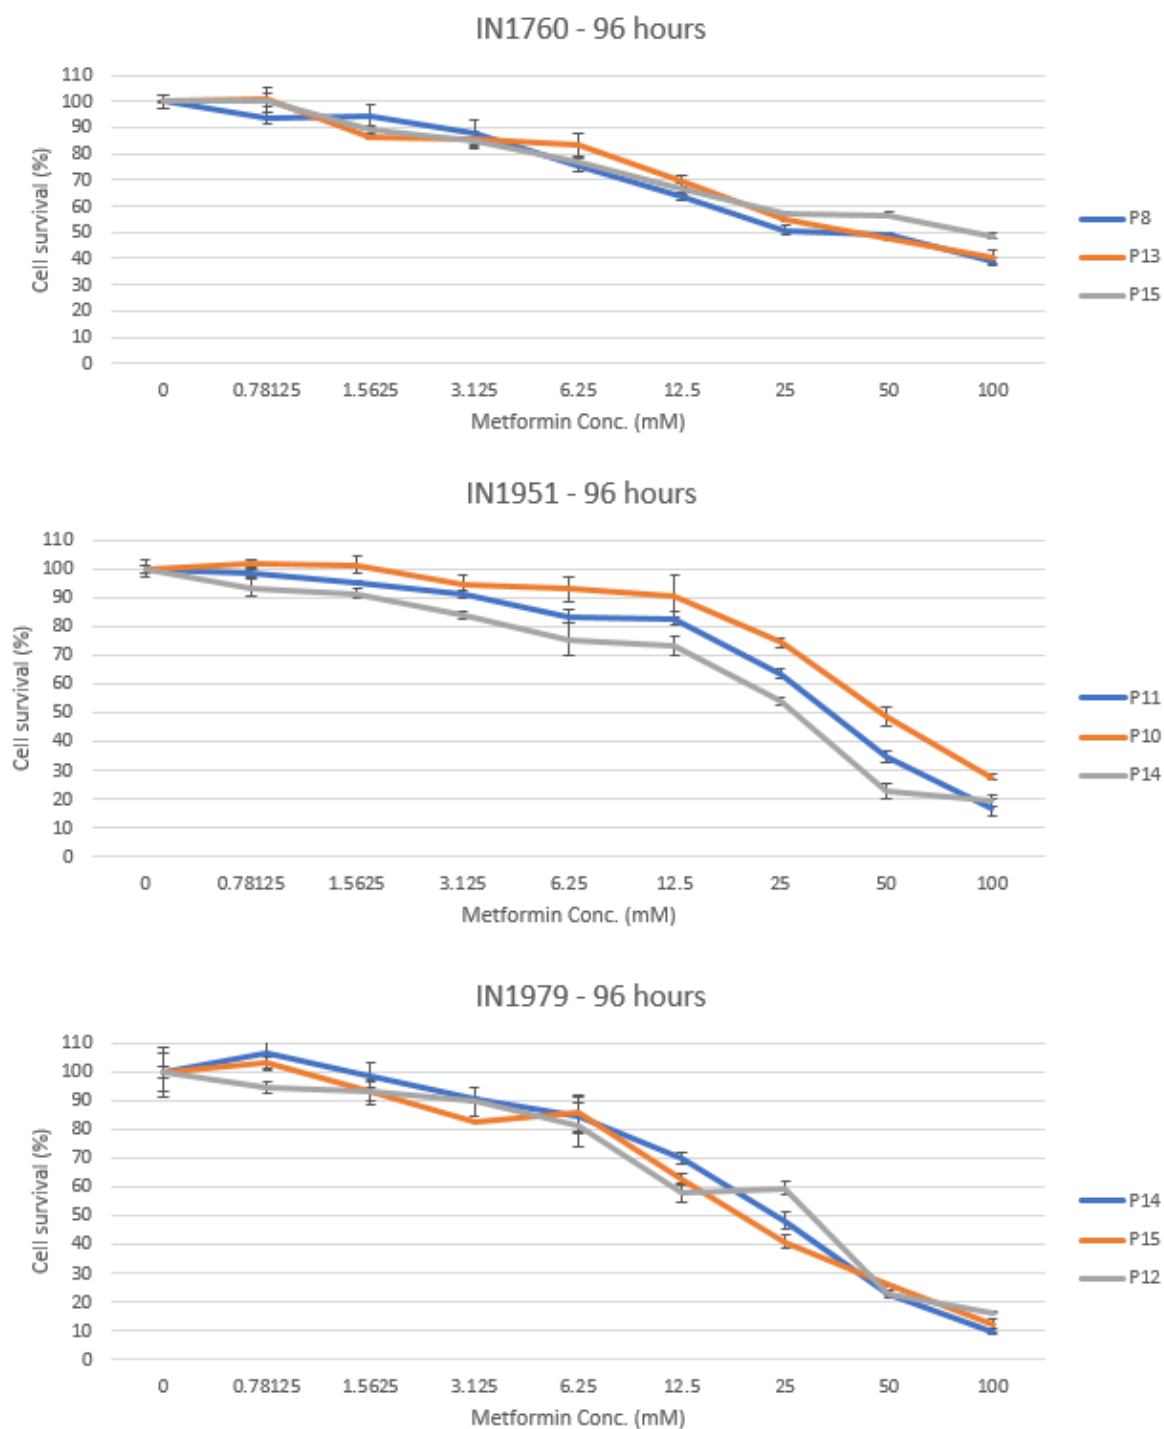 IN1760 - 96 hours
110
100
90
80
70
60
50
40
30
20
10
0
Cell survival (%)
0 0.78125 1.5625 3.125 6.25 12.5 25 50 100
Metformin Conc. (mM)
P8
P13
P15
IN1951 - 96 hours
110
100
90
80
70
60
50
40
30
20
10
0
Cell survival (%)
0 0.78125 1.5625 3.125 6.25 12.5 25 50 100
Metformin Conc. (mM)
P11
P10
P14
IN1979 - 96 hours
110
100
90
80
70
60
50
40
30
20
10
0
Cell survival (%)
0 0.78125 1.5625 3.125 6.25 12.5 25 50 100
Metformin Conc. (mM)
P14
P15
P12